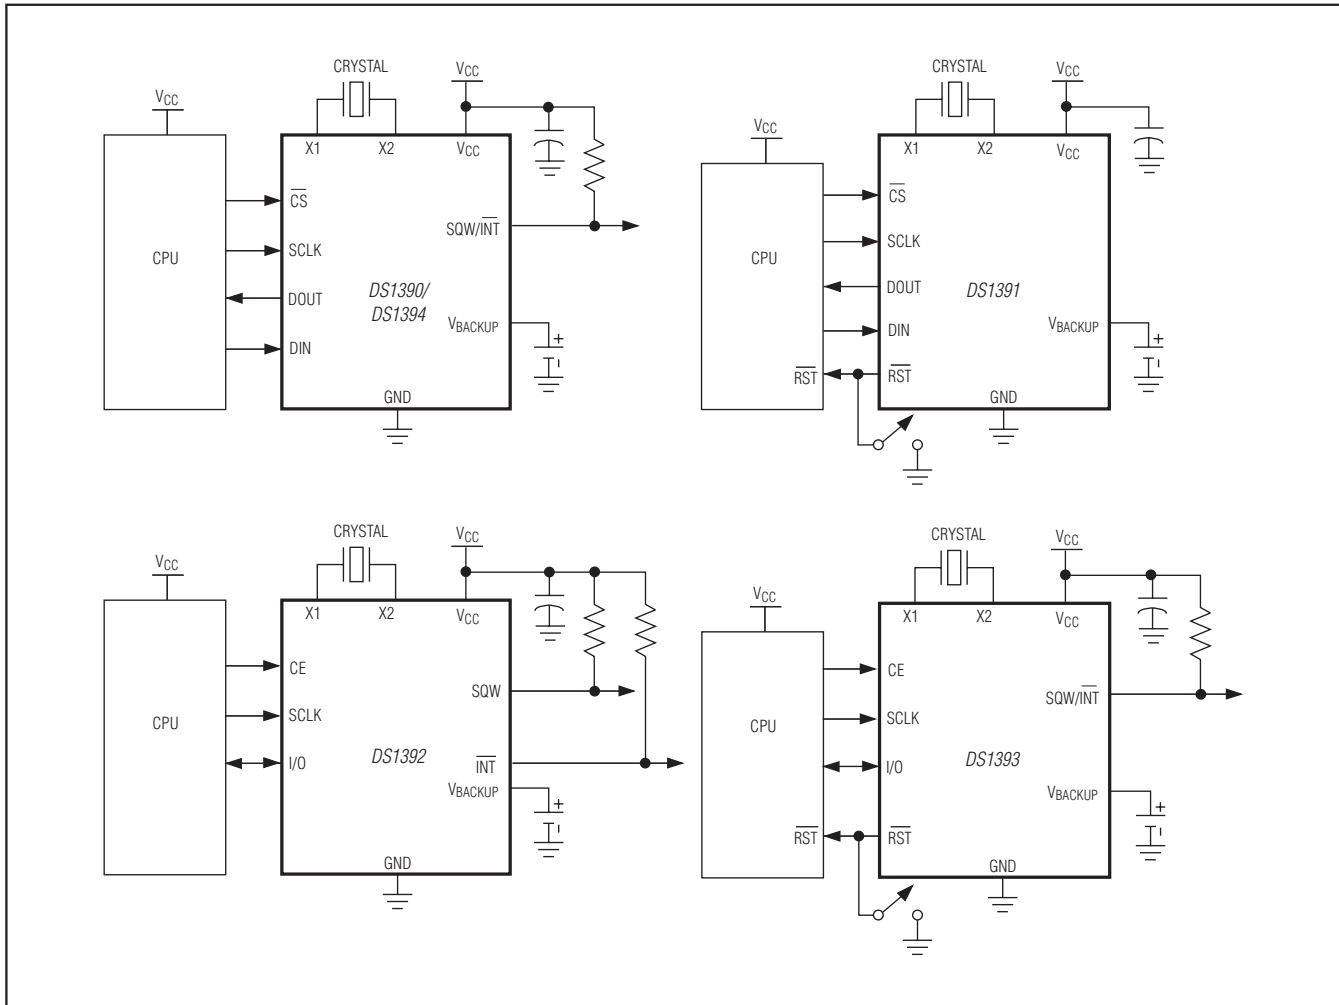 CRYSTAL
VCC
VCC
X1
X2
VCC
CS
SCLK
DOUT
DIN
CPU
SQW/INT
DS1390/
DS1394
VBACKUP
+
GND
CRYSTAL
VCC
VCC
X1
X2
VCC
CS
SCLK
DOUT
DIN
RST
RST
CPU
DS1391
VBACKUP
+
GND
CRYSTAL
VCC
VCC
X1
X2
VCC
CE
SCLK
I/O
CPU
SQW
INT
DS1392
VBACKUP
+
GND
CRYSTAL
VCC
VCC
X1
X2
VCC
CE
SCLK
I/O
RST
RST
CPU
SQW/INT
DS1393
VBACKUP
+
GND